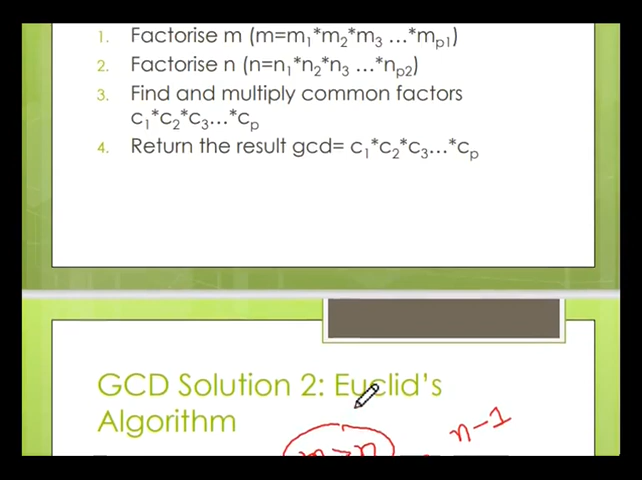 1. Factorise m (m=m₁*m₂*m₃ …*mₚ₁)
2. Factorise n (n=n₁*n₂*n₃ …*nₚ₂)
3. Find and multiply common factors
c₁*c₂*c₃…*cₚ
4. Return the result gcd= c₁*c₂*c₃…*cₚ
GCD Solution 2: Euclid's
Algorithm
n-1
m > n